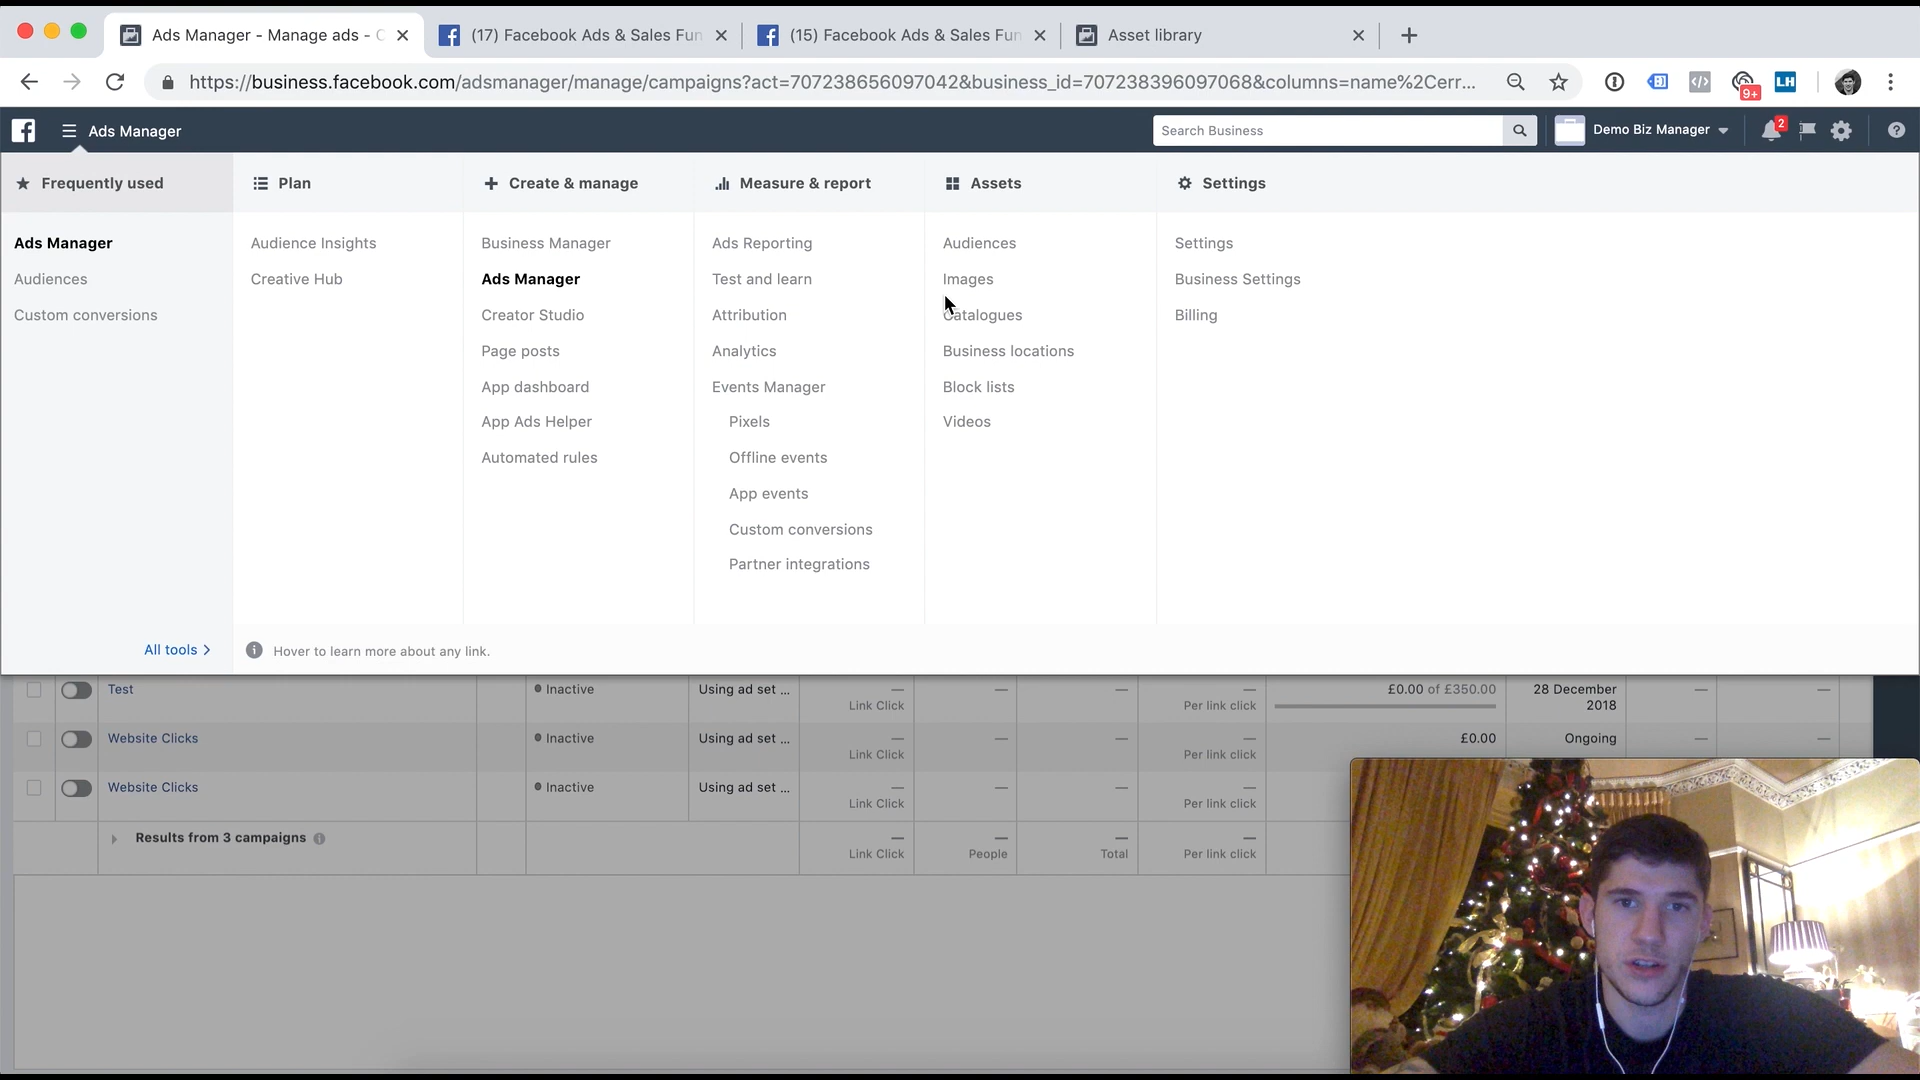 Ads Manager - Manage ads - C
(17) Facebook Ads & Sales Fun
(15) Facebook Ads & Sales Fun
Asset library
https://business.facebook.com/adsmanager/manage/campaigns?act=707238656097042&business_id=707238396097068&columns=name%2Cerr...
9+
LH
Ads Manager
Search Business
Demo Biz Manager
2
Frequently used
Ads Manager
Audiences
Custom conversions
All tools
Plan
Audience Insights
Creative Hub
Create & manage
Business Manager
Ads Manager
Creator Studio
Page posts
App dashboard
App Ads Helper
Automated rules
Measure & report
Ads Reporting
Test and learn
Attribution
Analytics
Events Manager
Pixels
Offline events
App events
Custom conversions
Partner integrations
Assets
Audiences
Images
Catalogues
Business locations
Block lists
Videos
Settings
Settings
Business Settings
Billing
Hover to learn more about any link.
Test Inactive Using ad set ... — — — — £0.00 of £350.00 28 December — —
Link Click Per link click 2018
Website Clicks Inactive Using ad set ... — — — — £0.00 Ongoing — —
Link Click Per link click
Website Clicks Inactive Using ad set ... — — — —
Link Click Per link click
Results from 3 campaigns — — — —
Link Click People Total Per link click